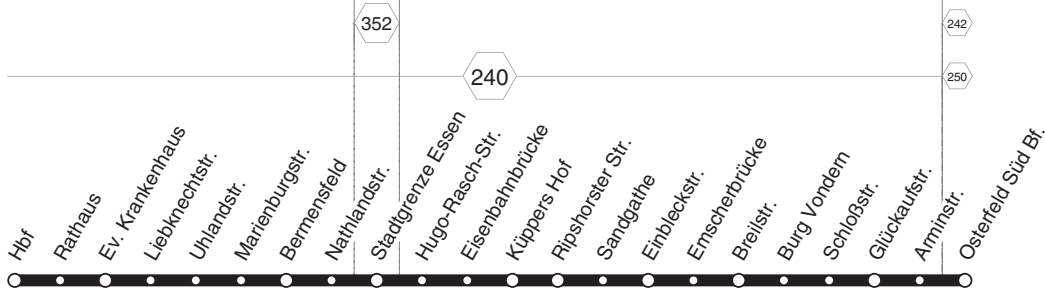 352
242
240
250
Hbf
Rathaus
Ev. Krankenhaus
Liebknechtstr.
Uhlandstr.
Marienburgstr.
Bermensfeld
Nathlandstr.
Stadtgrenze Essen
Hugo-Rasch-Str.
Eisenbahnbrücke
Küppers Hof
Ripshorster Str.
Sandgathe
Einbleckstr.
Emscherbrücke
Breilstr.
Burg Vondern
Schloßstr.
Glückaufstr.
Arminstr.
Osterfeld Süd Bf.